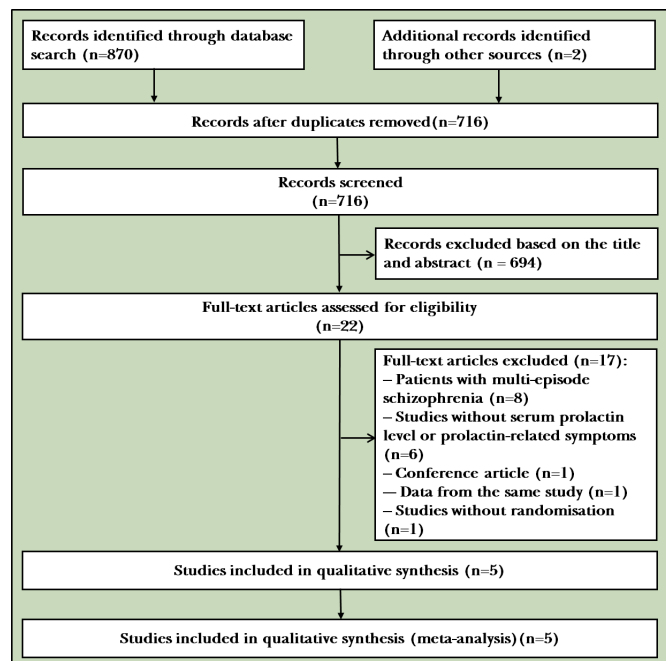 Records identified through database
search (n=870)
Additional records identified
through other sources (n=2)
Records after duplicates removed(n=716)
Records screened
(n=716)
Records excluded based on the title
and abstract (n = 694)
Full-text articles assessed for eligibility
(n=22)
Full-text articles excluded (n=17):
– Patients with multi-episode
schizophrenia (n=8)
– Studies without serum prolactin
level or prolactin-related symptoms
(n=6)
– Conference article (n=1)
— Data from the same study (n=1)
– Studies without randomisation
(n=1)
Studies included in qualitative synthesis (n=5)
Studies included in qualitative synthesis (meta-analysis)(n=5)